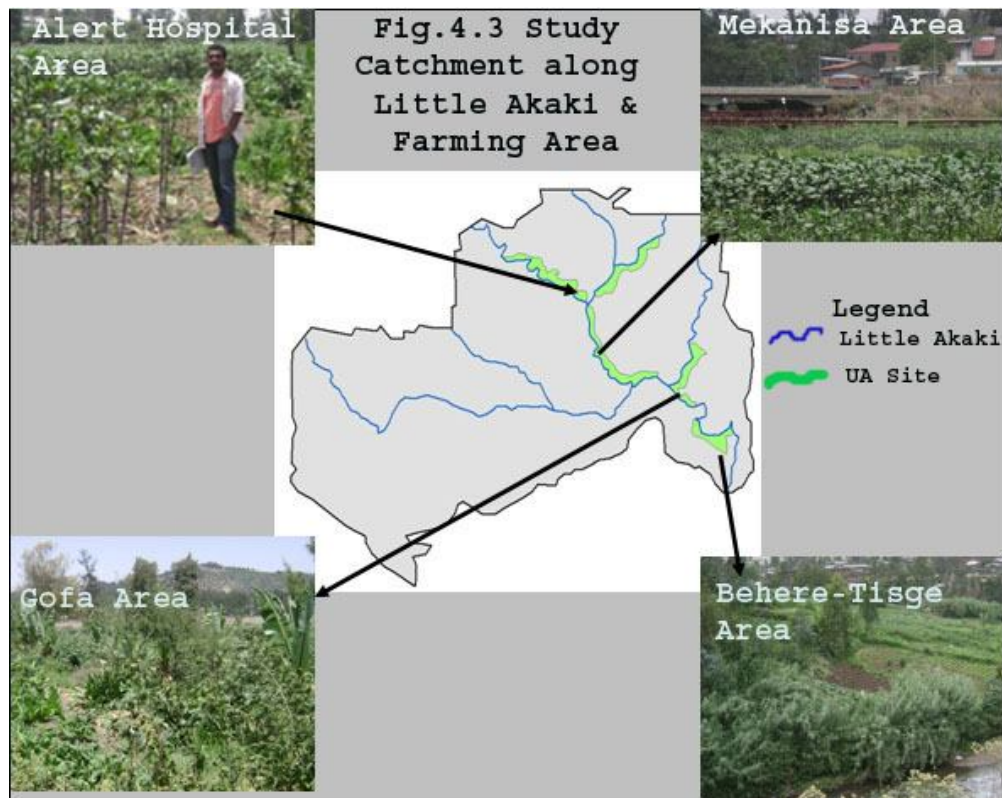 Alert Hospital
Area
Fig.4.3 Study
Catchment along
Little Akaki &
Farming Area
Mekanisa Area
Legend
Little Akaki
UA Site
Gofa Area
Behere-Tisge
Area